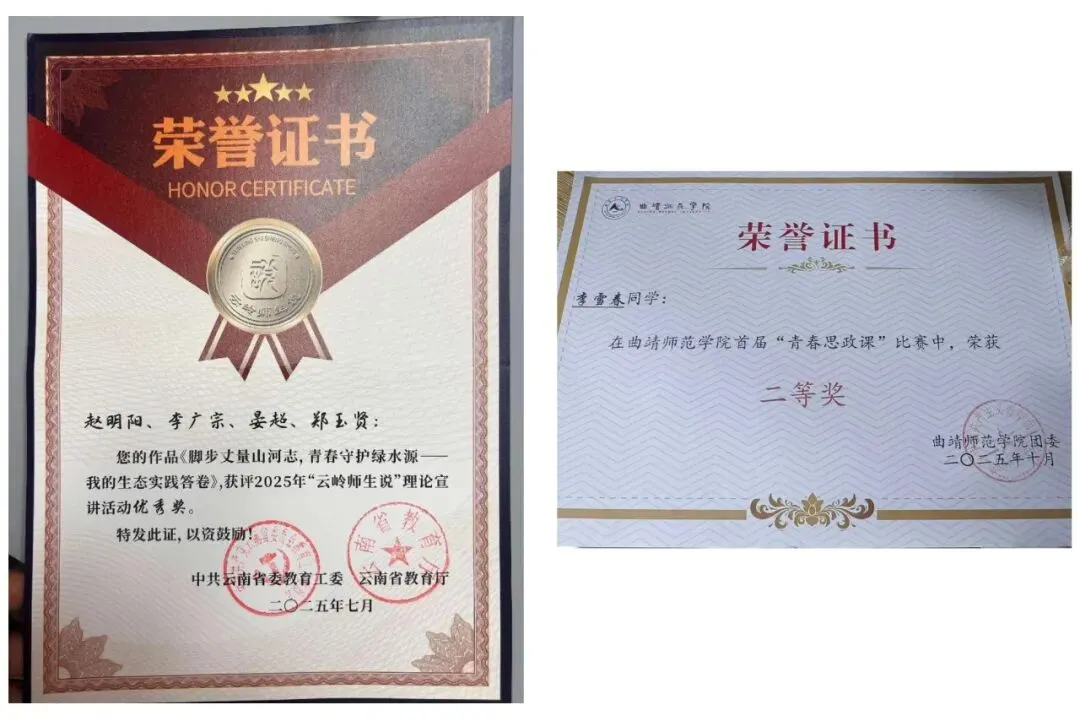 荣誉证书
HONOR CERTIFICATE
云岭师生说
赵明阳、李广宗、晏超、郑玉贤：
您的作品《脚步丈量山河志，青春守护绿水源——
我的生态实践答卷》，获评2025年“云岭师生说”理论宣
讲活动优秀奖。
特发此证，以资鼓励！
云南省教育厅
中共云南省委教育工委 云南省教育厅
二〇二五年七月
曲靖师范学院
荣誉证书
李雪春同学：
在曲靖师范学院首届“青春思政课”比赛中，荣获
二等奖
曲靖师范学院团委
二〇二五年十月